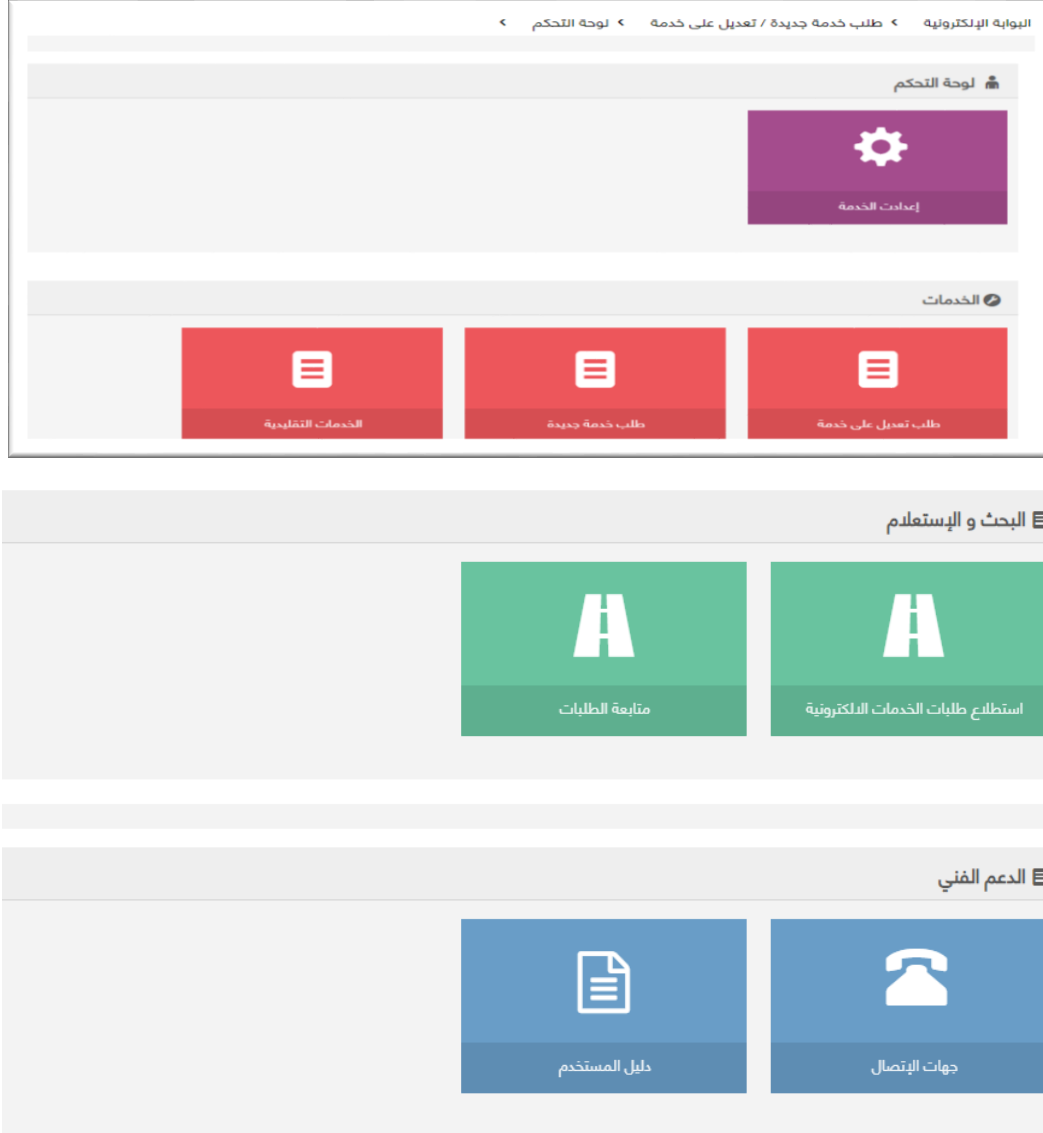 البوابة الإلكترونية > طلب خدمة جديدة / تعديل على خدمة > لوحة التحكم >
لوحة التحكم
إعدادت الخدمة
الخدمات
طلب تعديل على خدمة
طلب خدمة جديدة
الخدمات التقليدية
البحث و الإستعلام
استطلاع طلبات الخدمات الالكترونية
متابعة الطلبات
الدعم الفني
جهات الإتصال
دليل المستخدم